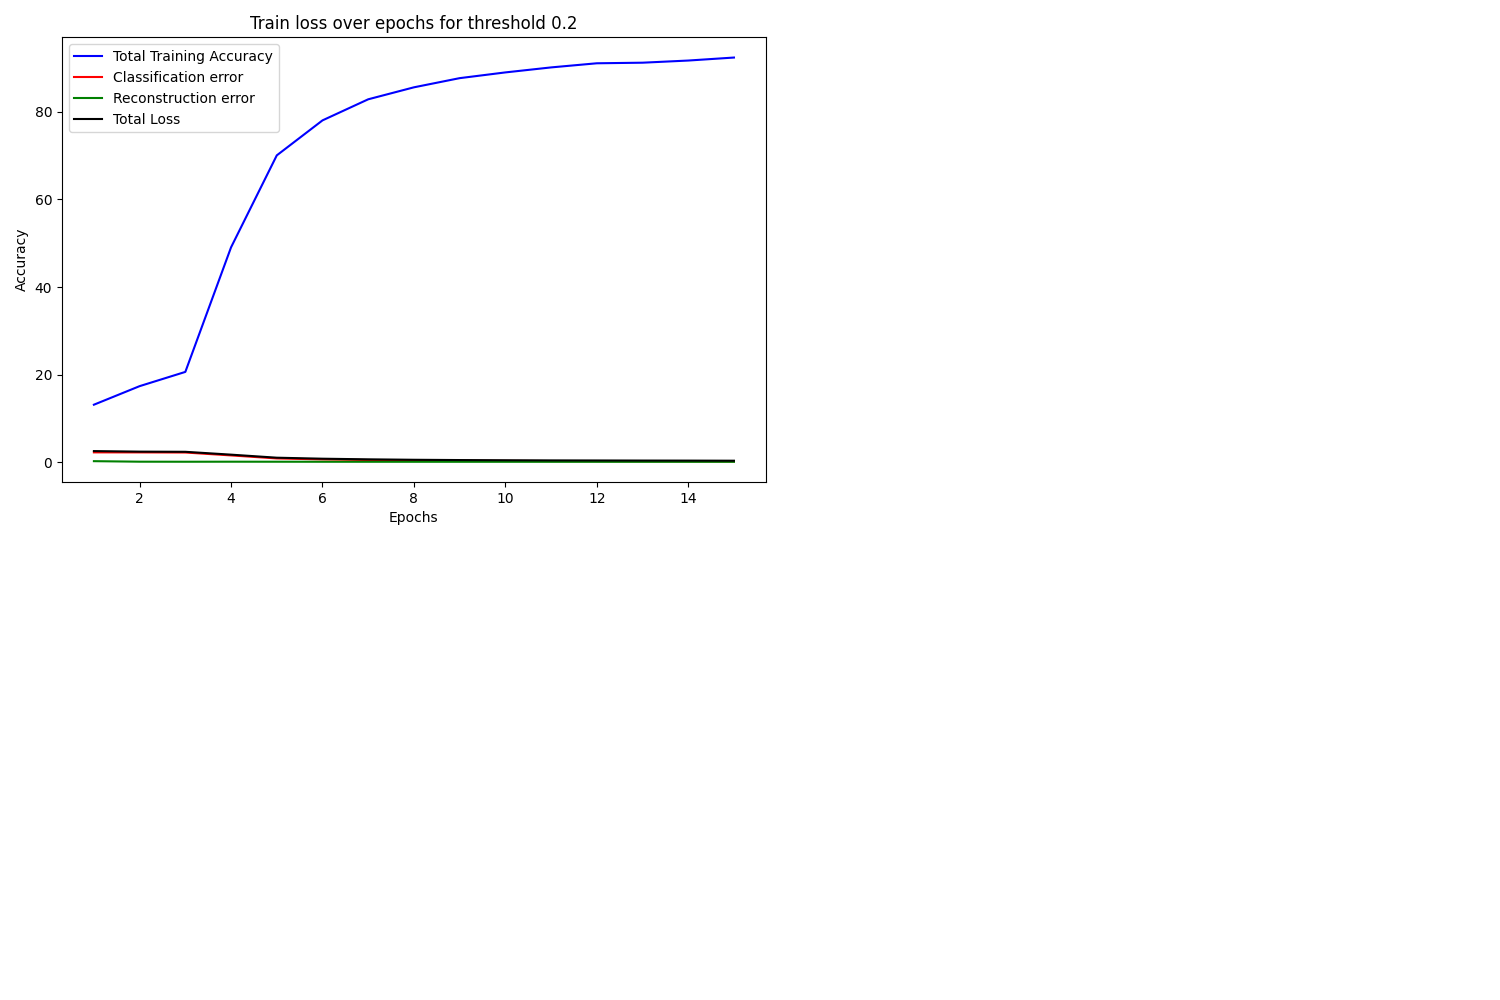 Train loss over epochs for threshold 0.2
Total Training Accuracy
Classification error
Reconstruction error
Total Loss
80
60
40
20
0
Accuracy
2 4 6 8 10 12 14
Epochs